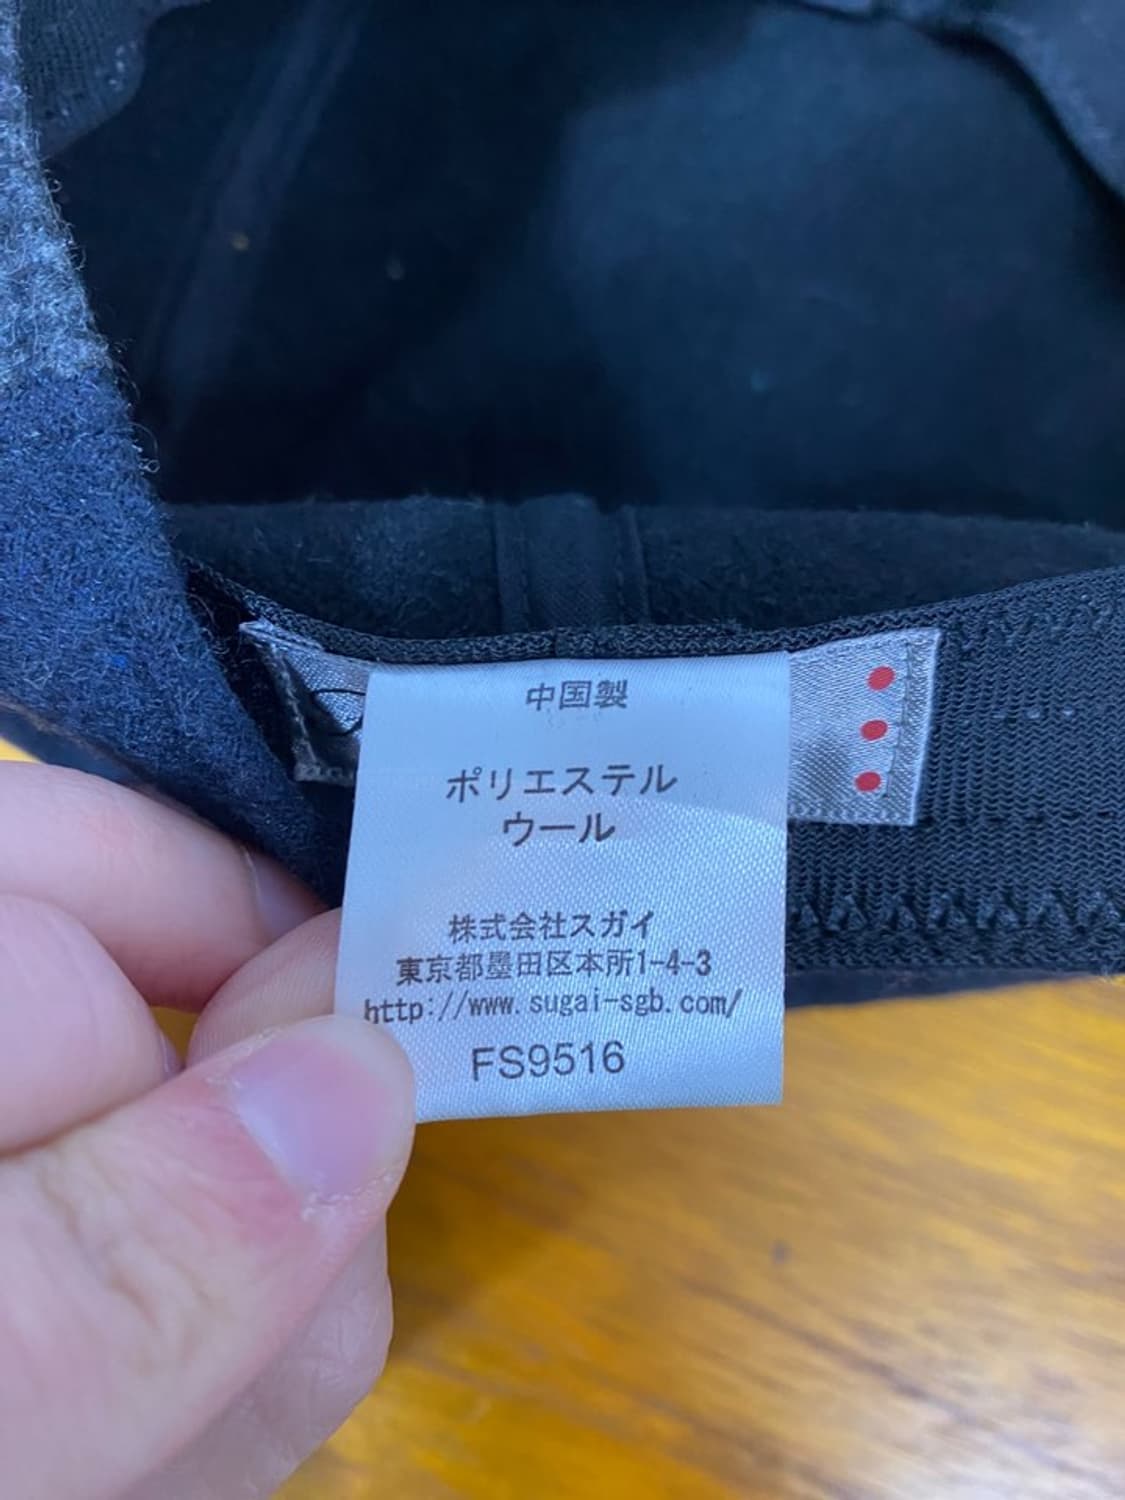 中国製
ポリエステル
ウール
株式会社スガイ
東京都墨田区本所1-4-3
http://www.sugai-sgb.com/
FS9516